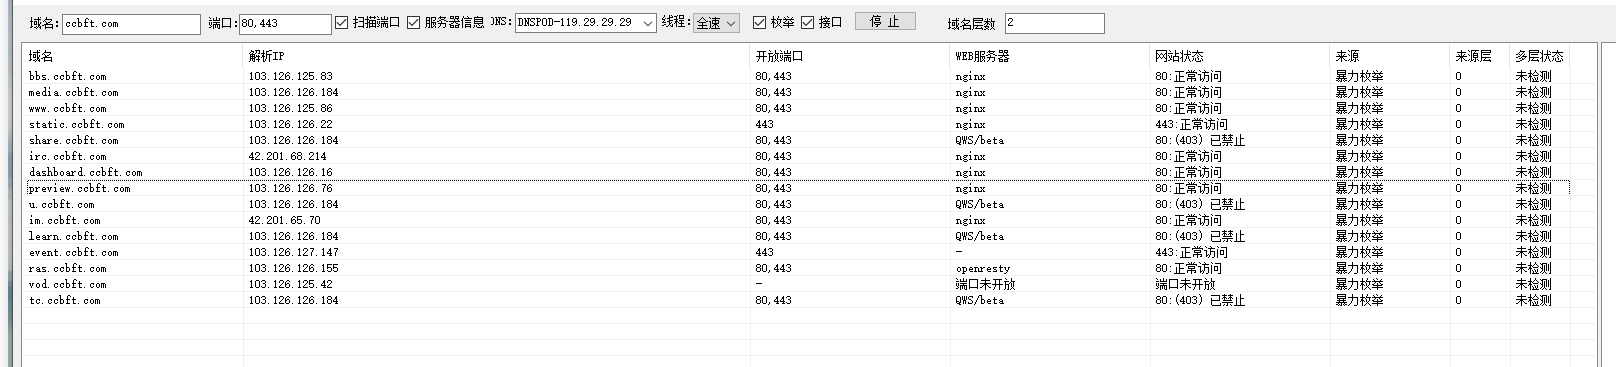 域名: ccbft.com 端口: 80,443 扫描端口 服务器信息 DNS: DNSPOD-119.29.29.29 线程: 全速 枚举 接口 停 止 域名层数 2
域名 解析IP 开放端口 WEB服务器 网站状态 来源 来源层 多层状态
bbs.ccbft.com 103.126.125.83 80,443 nginx 80:正常访问 暴力枚举 0 未检测
media.ccbft.com 103.126.126.184 80,443 nginx 80:正常访问 暴力枚举 0 未检测
www.ccbft.com 103.126.125.86 80,443 nginx 80:正常访问 暴力枚举 0 未检测
static.ccbft.com 103.126.126.22 443 nginx 443:正常访问 暴力枚举 0 未检测
share.ccbft.com 103.126.126.184 80,443 QWS/beta 80:(403) 已禁止 暴力枚举 0 未检测
irc.ccbft.com 42.201.68.214 80,443 nginx 80:正常访问 暴力枚举 0 未检测
dashboard.ccbft.com 103.126.126.16 80,443 nginx 80:正常访问 暴力枚举 0 未检测
preview.ccbft.com 103.126.126.76 80,443 nginx 80:正常访问 暴力枚举 0 未检测
u.ccbft.com 103.126.126.184 80,443 QWS/beta 80:(403) 已禁止 暴力枚举 0 未检测
im.ccbft.com 42.201.65.70 80,443 nginx 80:正常访问 暴力枚举 0 未检测
learn.ccbft.com 103.126.126.184 80,443 QWS/beta 80:(403) 已禁止 暴力枚举 0 未检测
event.ccbft.com 103.126.127.147 443 - 443:正常访问 暴力枚举 0 未检测
ras.ccbft.com 103.126.126.155 80,443 openresty 80:正常访问 暴力枚举 0 未检测
vod.ccbft.com 103.126.125.42 - 端口未开放 端口未开放 暴力枚举 0 未检测
tc.ccbft.com 103.126.126.184 80,443 QWS/beta 80:(403) 已禁止 暴力枚举 0 未检测